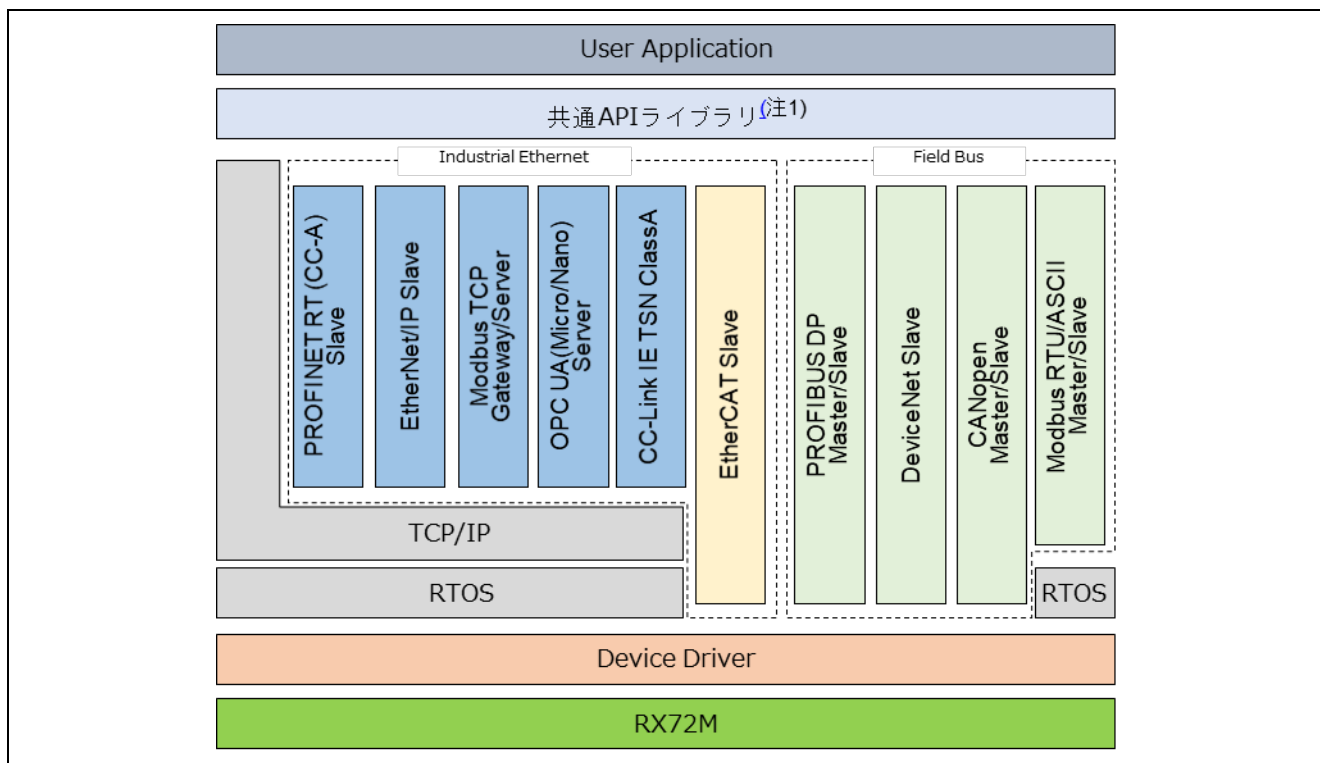 User Application
共通APIライブラリ(注1)
Industrial Ethernet
Field Bus
PROFINET RT (CC-A)
Slave
EtherNet/IP Slave
Modbus TCP
Gateway/Server
OPC UA(Micro/Nano)
Server
CC-Link IE TSN ClassA
EtherCAT Slave
PROFIBUS DP
Master/Slave
DeviceNet Slave
CANopen
Master/Slave
Modbus RTU/ASCII
Master/Slave
TCP/IP
RTOS
RTOS
Device Driver
RX72M